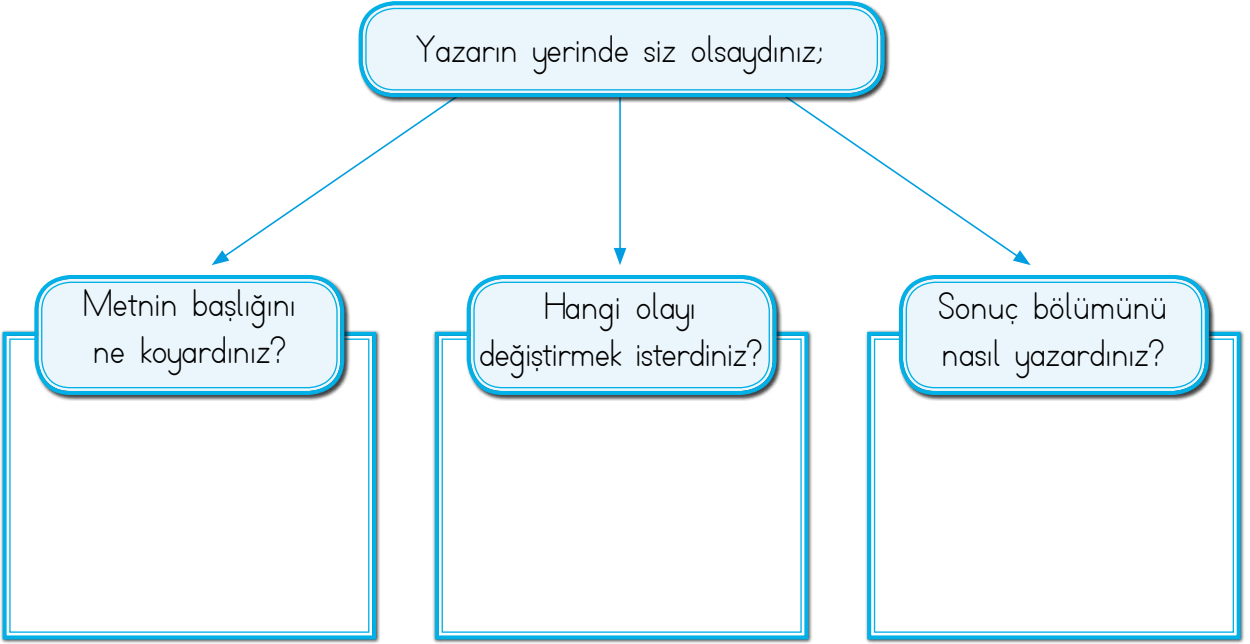 Yazarın yerinde siz olsaydınız;
Metnin başlığını
ne koyardınız?
Hangi olayı
değiştirmek isterdiniz?
Sonuç bölümünü
nasıl yazardınız?